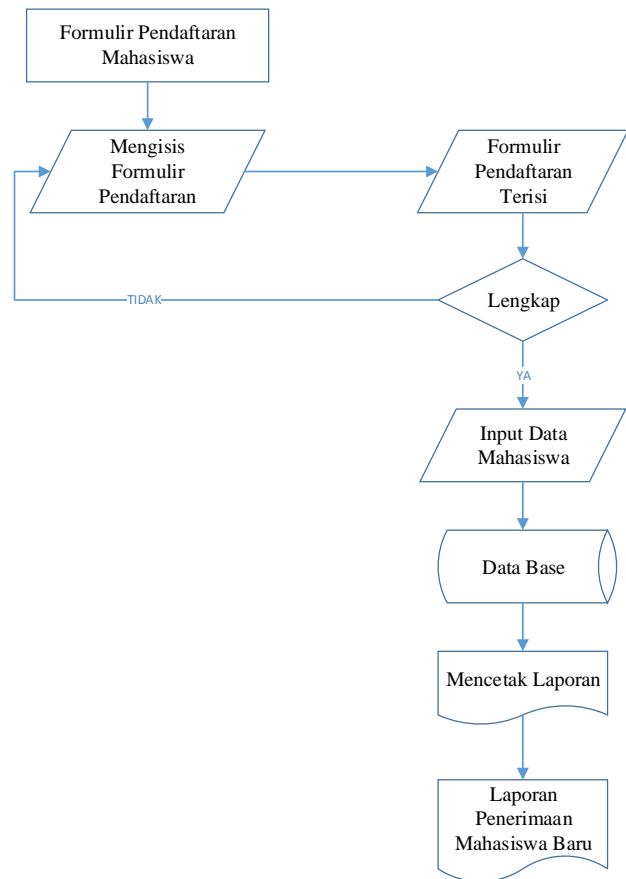 Formulir Pendaftaran
Mahasiswa
Mengisis
Formulir
Pendaftaran
Formulir
Pendaftaran
Terisi
Lengkap
TIDAK
YA
Input Data
Mahasiswa
Data Base
Mencetak Laporan
Laporan
Penerimaan
Mahasiswa Baru